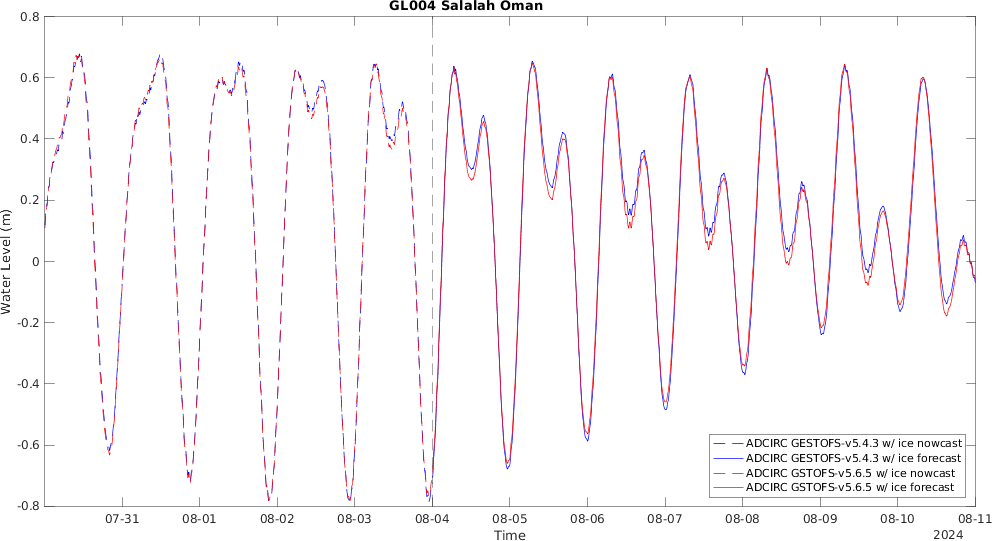 GL004 Salalah Oman
0.8
0.6
0.4
0.2
0
-0.2
-0.4
-0.6
-0.8
Water Level (m)
ADCIRC GESTOFS-v5.4.3 w/ ice nowcast
ADCIRC GESTOFS-v5.4.3 w/ ice forecast
ADCIRC GSTOFS-v5.6.5 w/ ice nowcast
ADCIRC GSTOFS-v5.6.5 w/ ice forecast
07-31 08-01 08-02 08-03 08-04 08-05 08-06 08-07 08-08 08-09 08-10 08-11
Time
2024